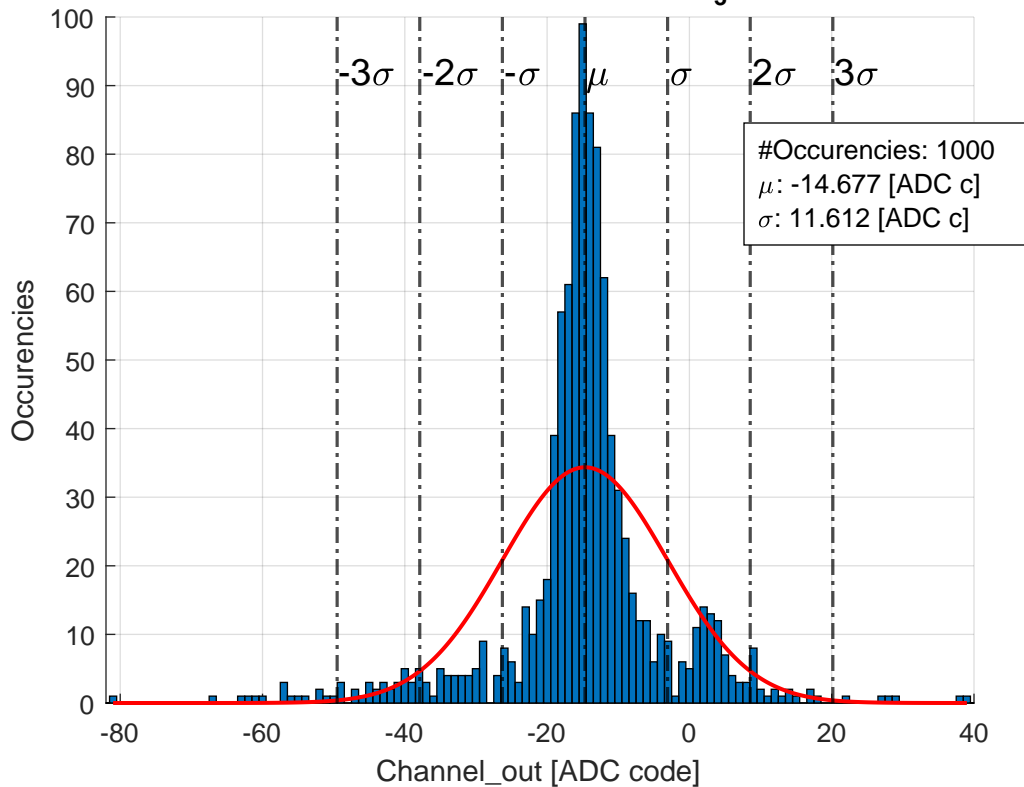 100
90
80
70
60
50
40
30
20
10
0
-3σ -2σ -σ μ σ 2σ 3σ
#Occurencies: 1000
μ: -14.677 [ADC c]
σ: 11.612 [ADC c]
Occurencies
-80 -60 -40 -20 0 20 40
Channel_out [ADC code]